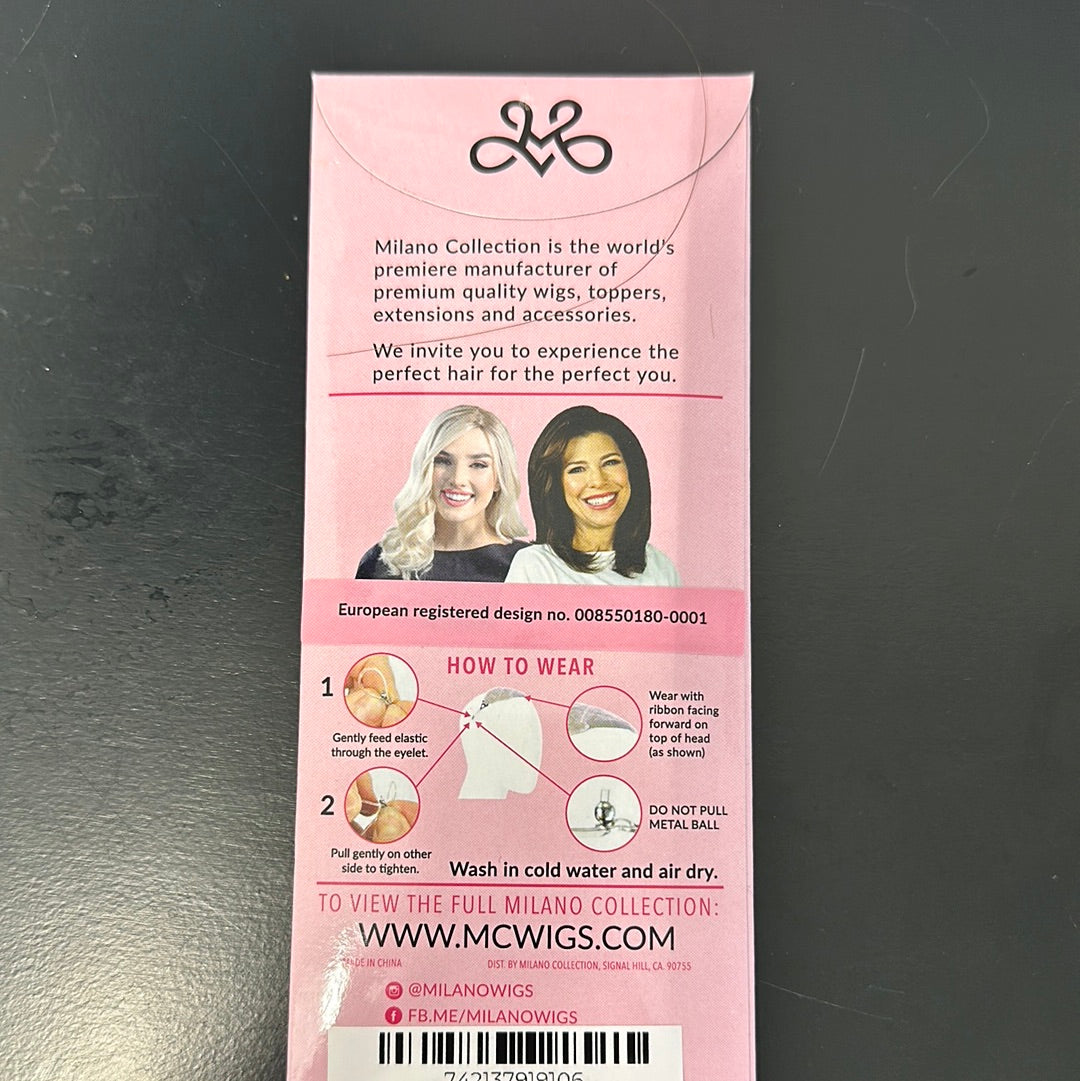 Milano Collection is the world's
premiere manufacturer of
premium quality wigs, toppers,
extensions and accessories.
We invite you to experience the
perfect hair for the perfect you.
European registered design no. 008550180-0001
HOW TO WEAR
1
Gently feed elastic
through the eyelet.
Wear with
ribbon facing
forward on
top of head
(as shown)
2
Pull gently on other
side to tighten.
DO NOT PULL
METAL BALL
Wash in cold water and air dry.
TO VIEW THE FULL MILANO COLLECTION:
WWW.MCWIGS.COM
MADE IN CHINA
DIST. BY MILANO COLLECTION, SIGNAL HILL, CA. 90755
@MILANOWIGS
FB.ME/MILANOWIGS
742137919106